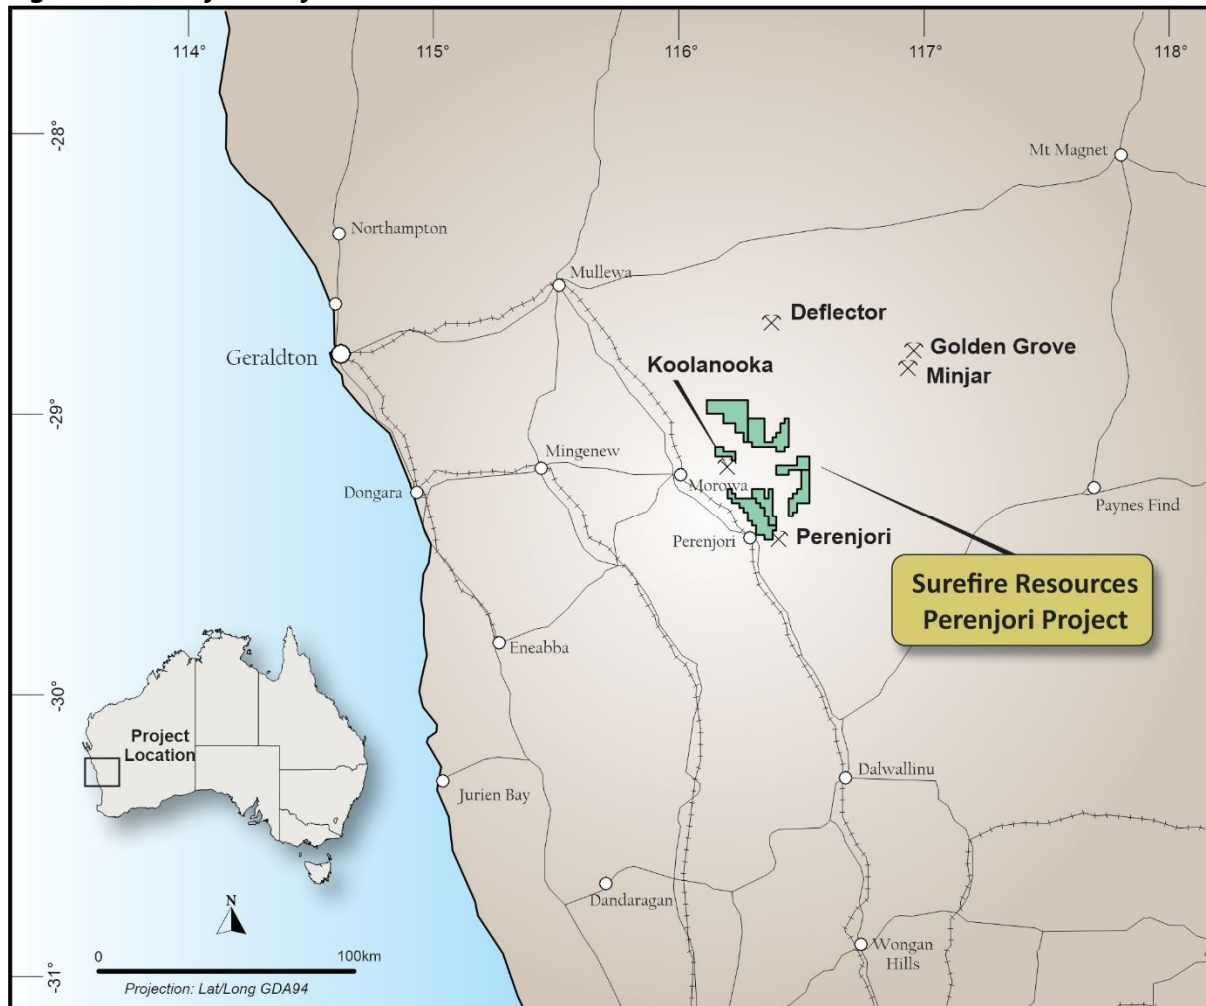 114°
115°
116°
117°
118°
-28°
Mt Magnet
Northampton
Mullewa
Deflector
Golden Grove
Geraldton
Koolanooka
Minjar
-29°
Mingenew
Morowa
Dongara
Paynes Find
Perenjori
Perenjori
Surefire Resources
Perenjori Project
Eneabba
-30°
Project
Location
Dalwallinu
Jurien Bay
Dandaragan
N
Wongan
Hills
0
100km
-31°
Projection: Lat/Long GDA94